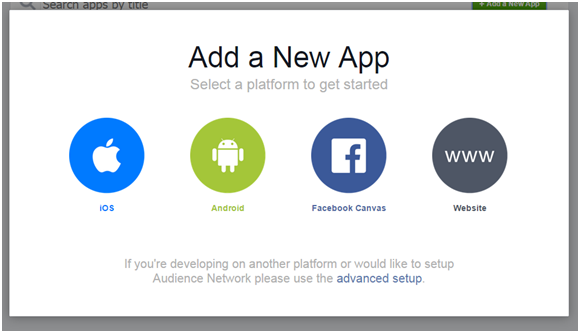 Search apps by title
+ Add a New App
Add a New App
Select a platform to get started
www
iOS
Android
Facebook Canvas
Website
If you're developing on another platform or would like to setup
Audience Network please use the advanced setup.